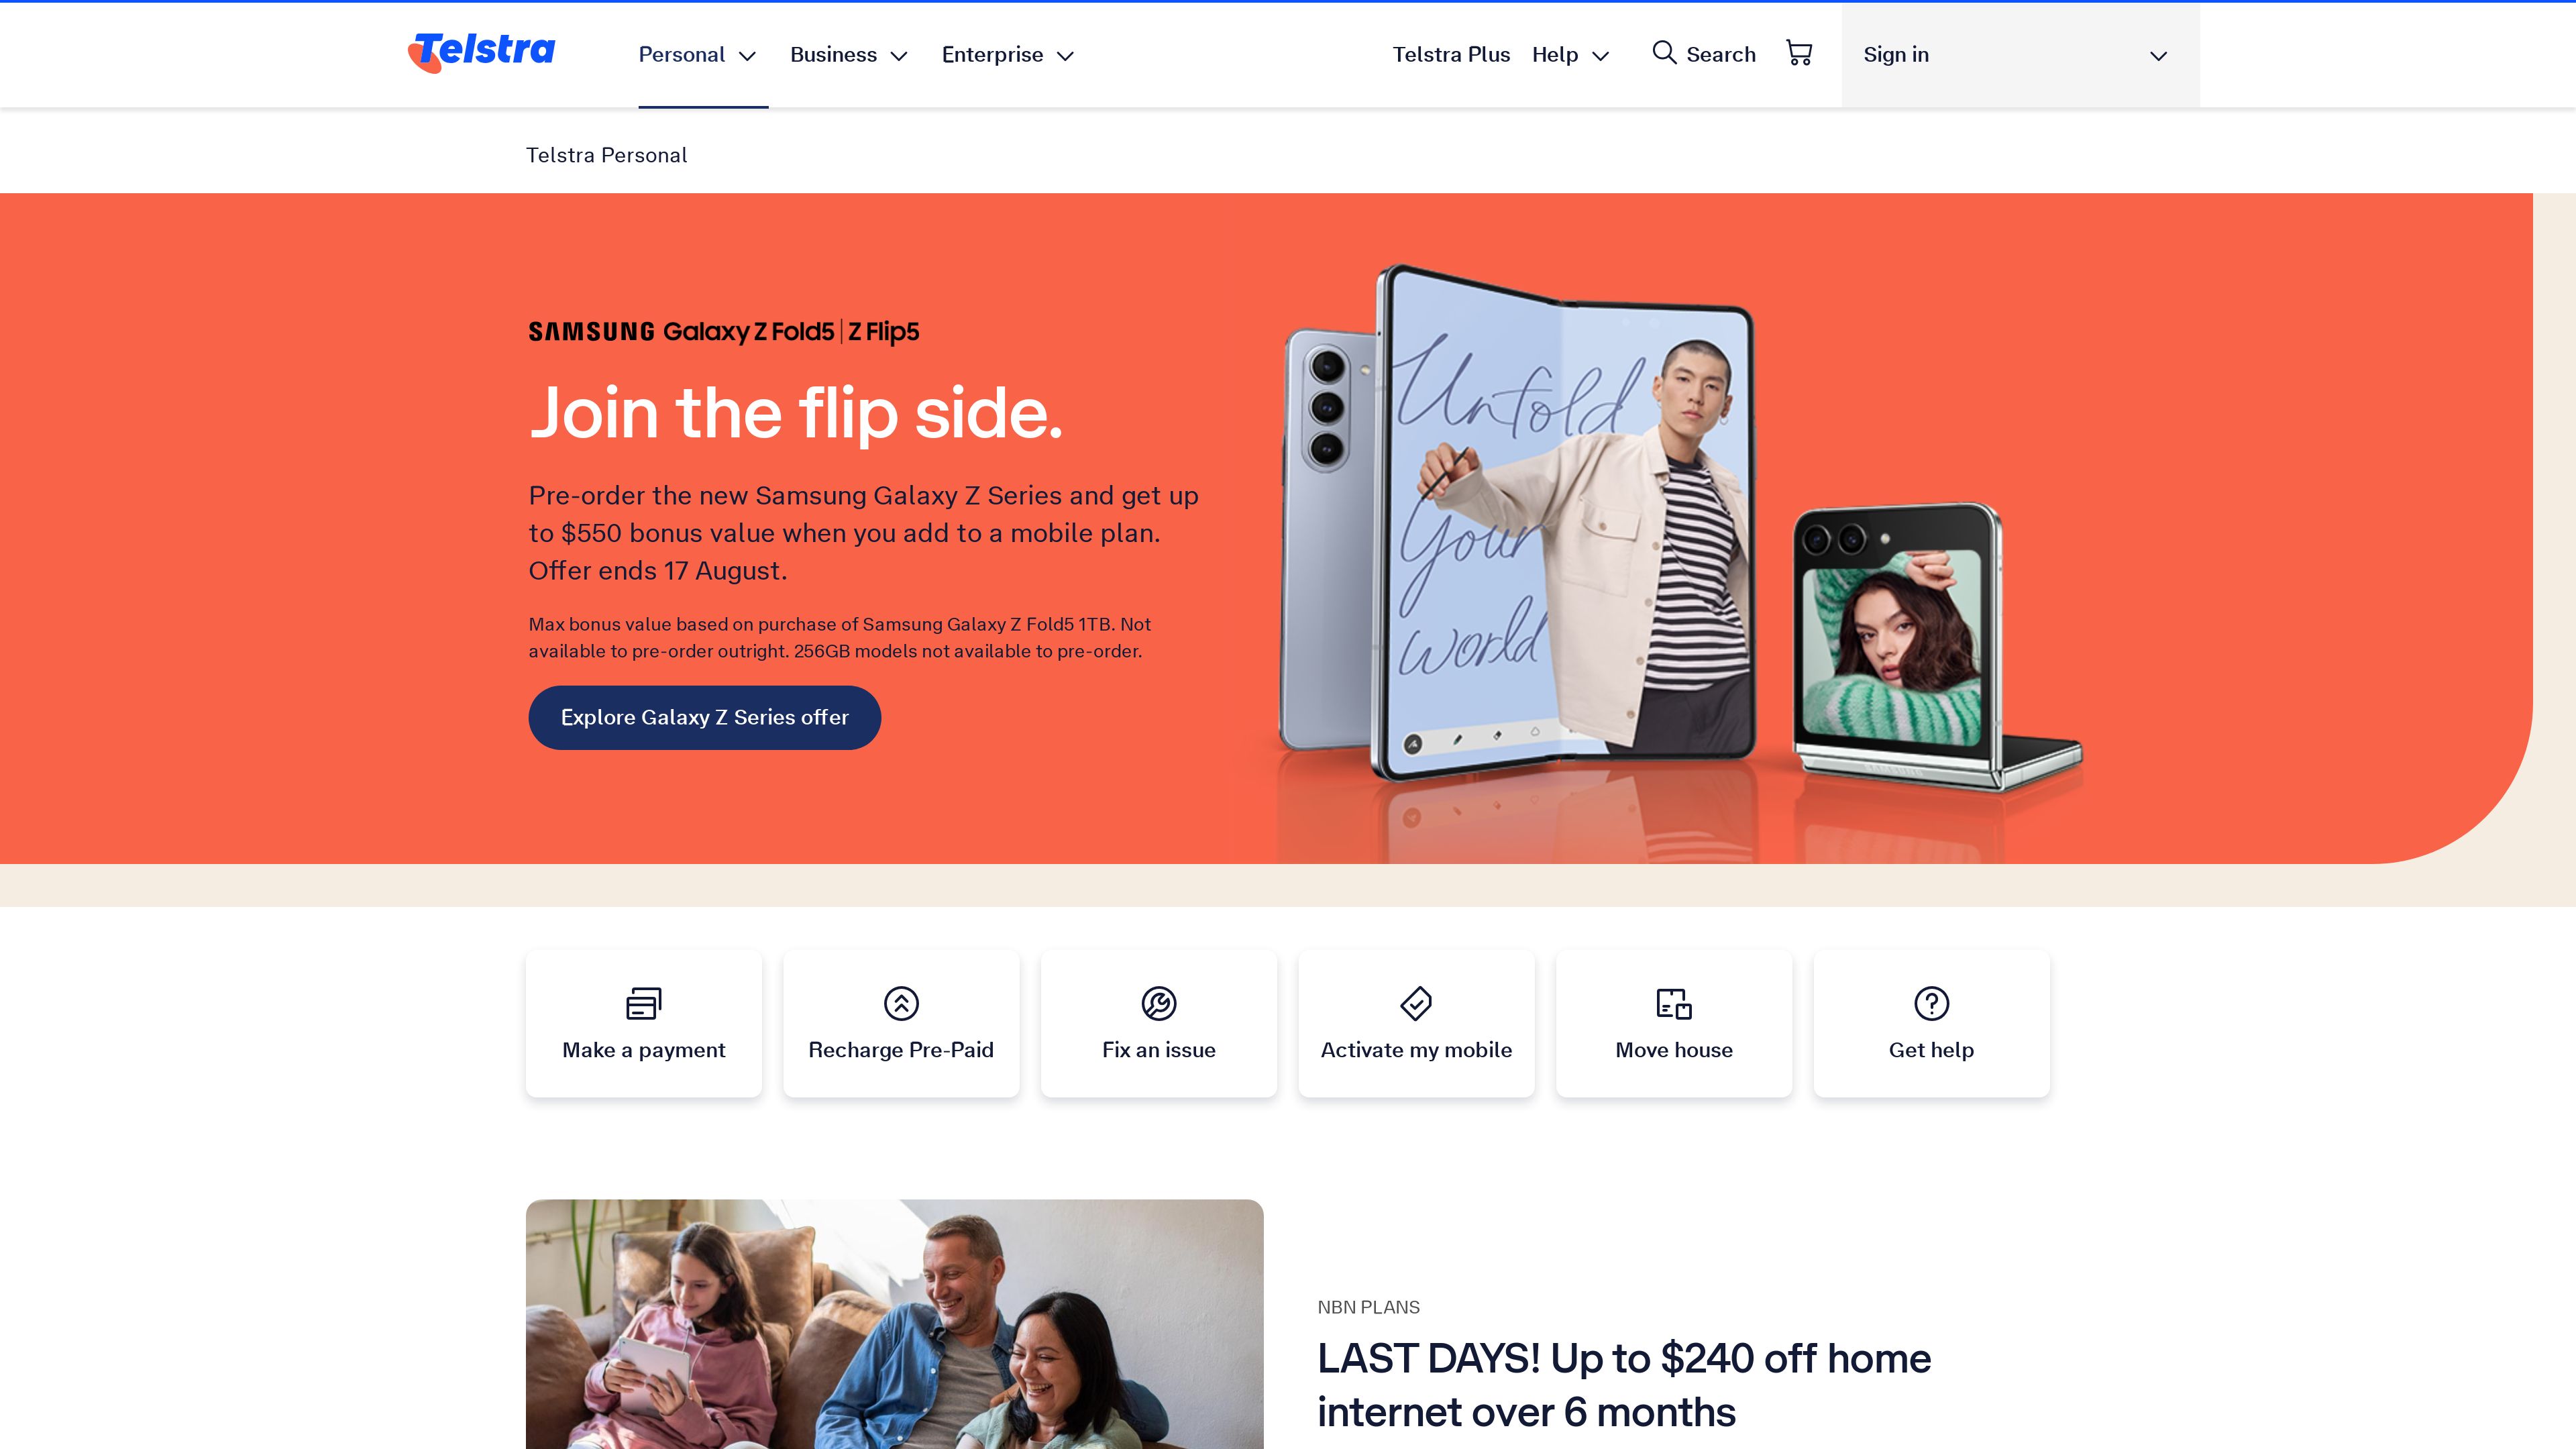 Telstra
Personal
Business
Enterprise
Telstra Plus
Help
Search
Sign in
Telstra Personal
SAMSUNG Galaxy Z Fold5 | Z Flip5
Join the flip side.
Pre-order the new Samsung Galaxy Z Series and get up
to $550 bonus value when you add to a mobile plan.
Offer ends 17 August.
Max bonus value based on purchase of Samsung Galaxy Z Fold5 1TB. Not
available to pre-order outright. 256GB models not available to pre-order.
Explore Galaxy Z Series offer
Unfold
Your
World
Make a payment
Recharge Pre-Paid
Fix an issue
Activate my mobile
Move house
Get help
NBN PLANS
LAST DAYS! Up to $240 off home
internet over 6 months